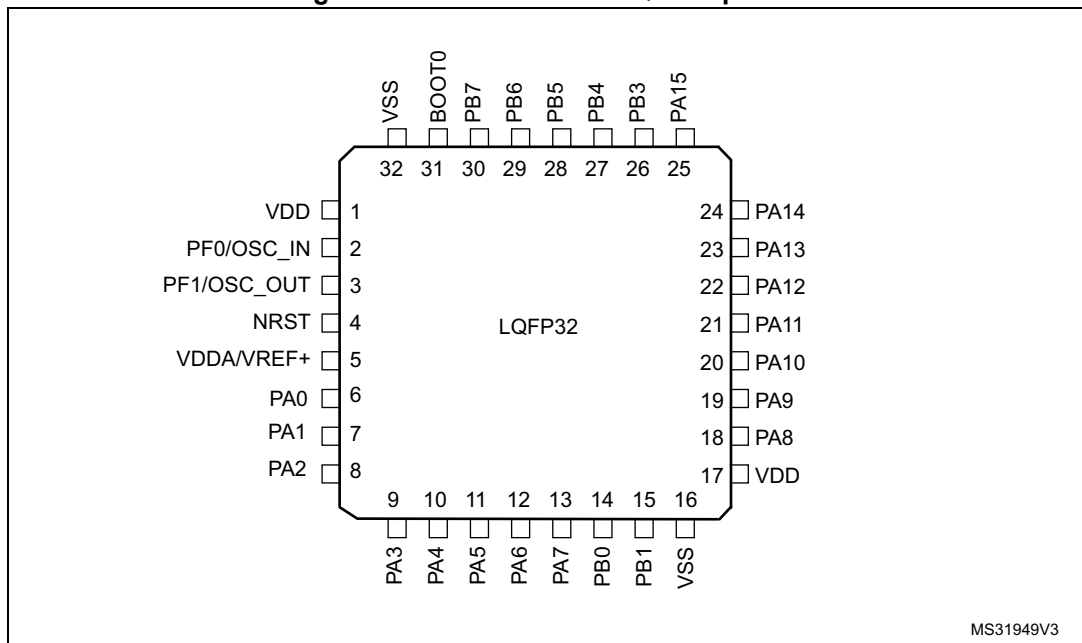 VSS
BOOT0
PB7
PB6
PB5
PB4
PB3
PA15
32 31 30 29 28 27 26 25
VDD 1 24 PA14
PF0/OSC_IN 2 23 PA13
PF1/OSC_OUT 3 22 PA12
NRST 4 LQFP32 21 PA11
VDDA/VREF+ 5 20 PA10
PA0 6 19 PA9
PA1 7 18 PA8
PA2 8 17 VDD
9 10 11 12 13 14 15 16
PA3
PA4
PA5
PA6
PA7
PB0
PB1
VSS
MS31949V3